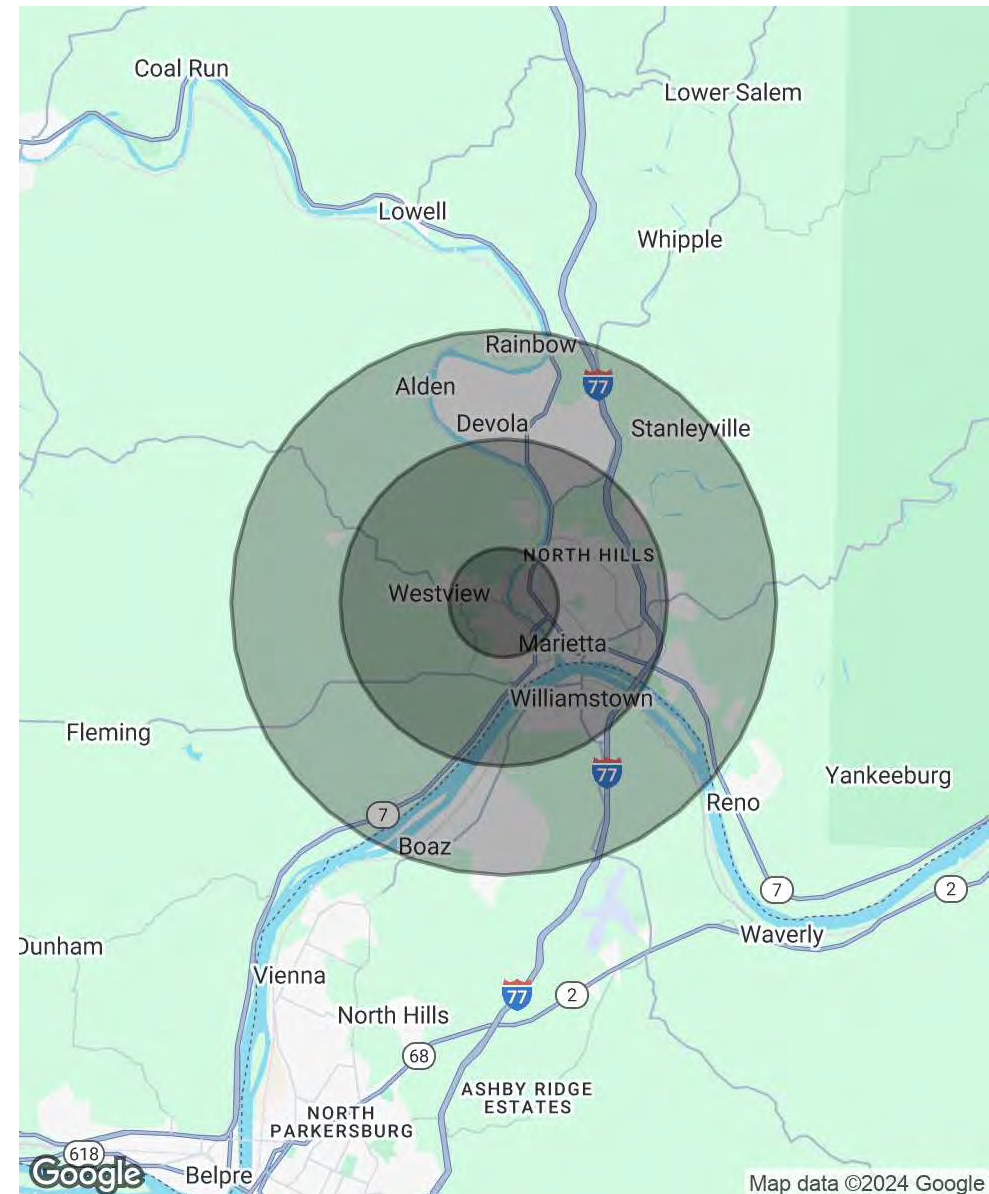 Coal Run
Lower Salem
Lowell
Whipple
Rainbow
Alden
77
Devola
Stanleyville
NORTH HILLS
Westview
Marietta
Williamstown
Fleming
77
Yankeeburg
Reno
7
Boaz
7
2
Waverly
Dunham
Vienna
77
2
North Hills
68
ASHBY RIDGE
ESTATES
NORTH
PARKERSBURG
618
Google
Belpre
Map data ©2024 Google